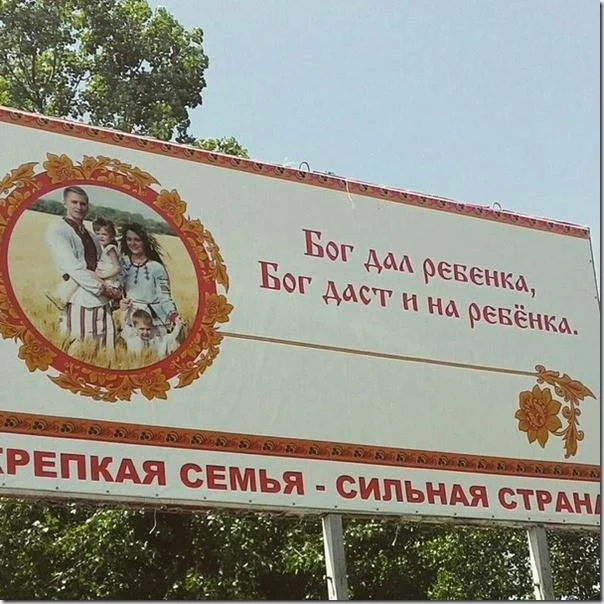 Бог дал ребенка,
Бог даст и на ребёнка.
КРЕПКАЯ СЕМЬЯ - СИЛЬНАЯ СТРАНА